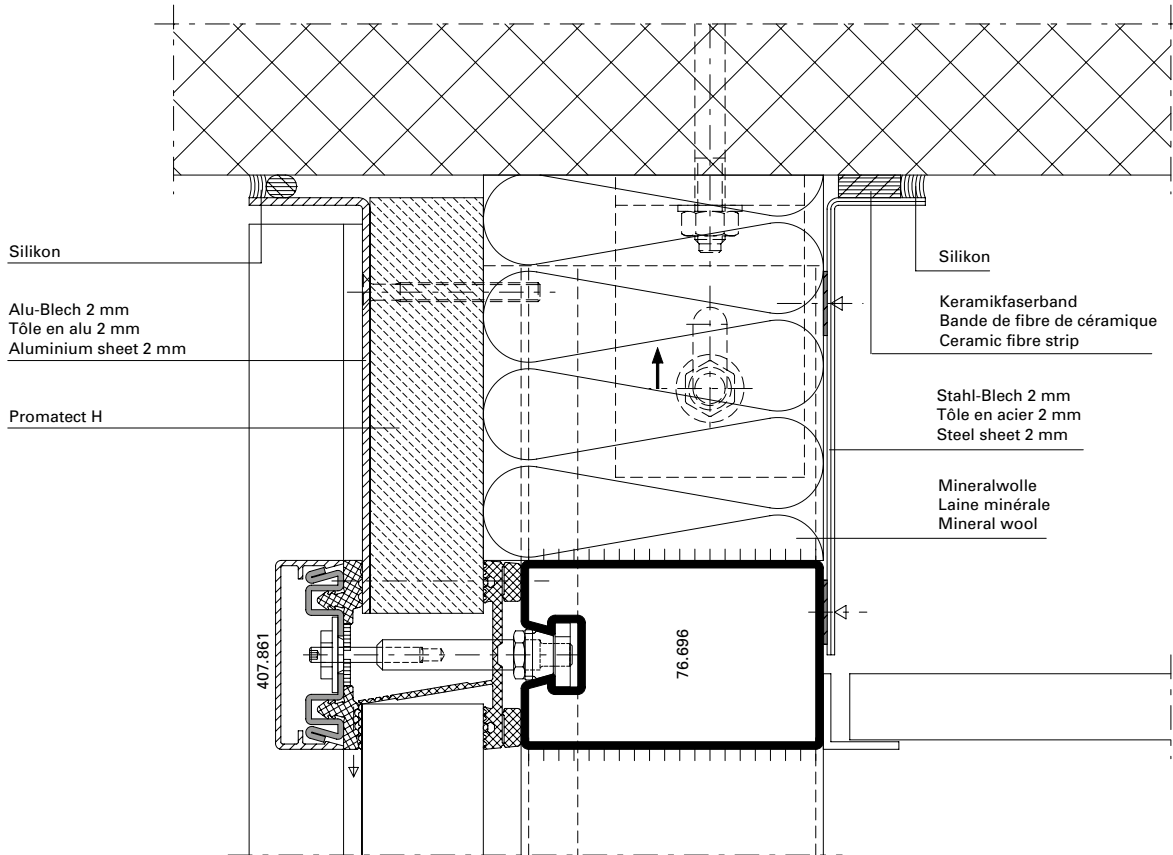 Silikon
Alu-Blech 2 mm
Tôle en alu 2 mm
Aluminium sheet 2 mm
Promatect H
407.861
76.696
Silikon
Keramikfaserband
Bande de fibre de céramique
Ceramic fibre strip
Stahl-Blech 2 mm
Tôle en acier 2 mm
Steel sheet 2 mm
Mineralwolle
Laine minérale
Mineral wool